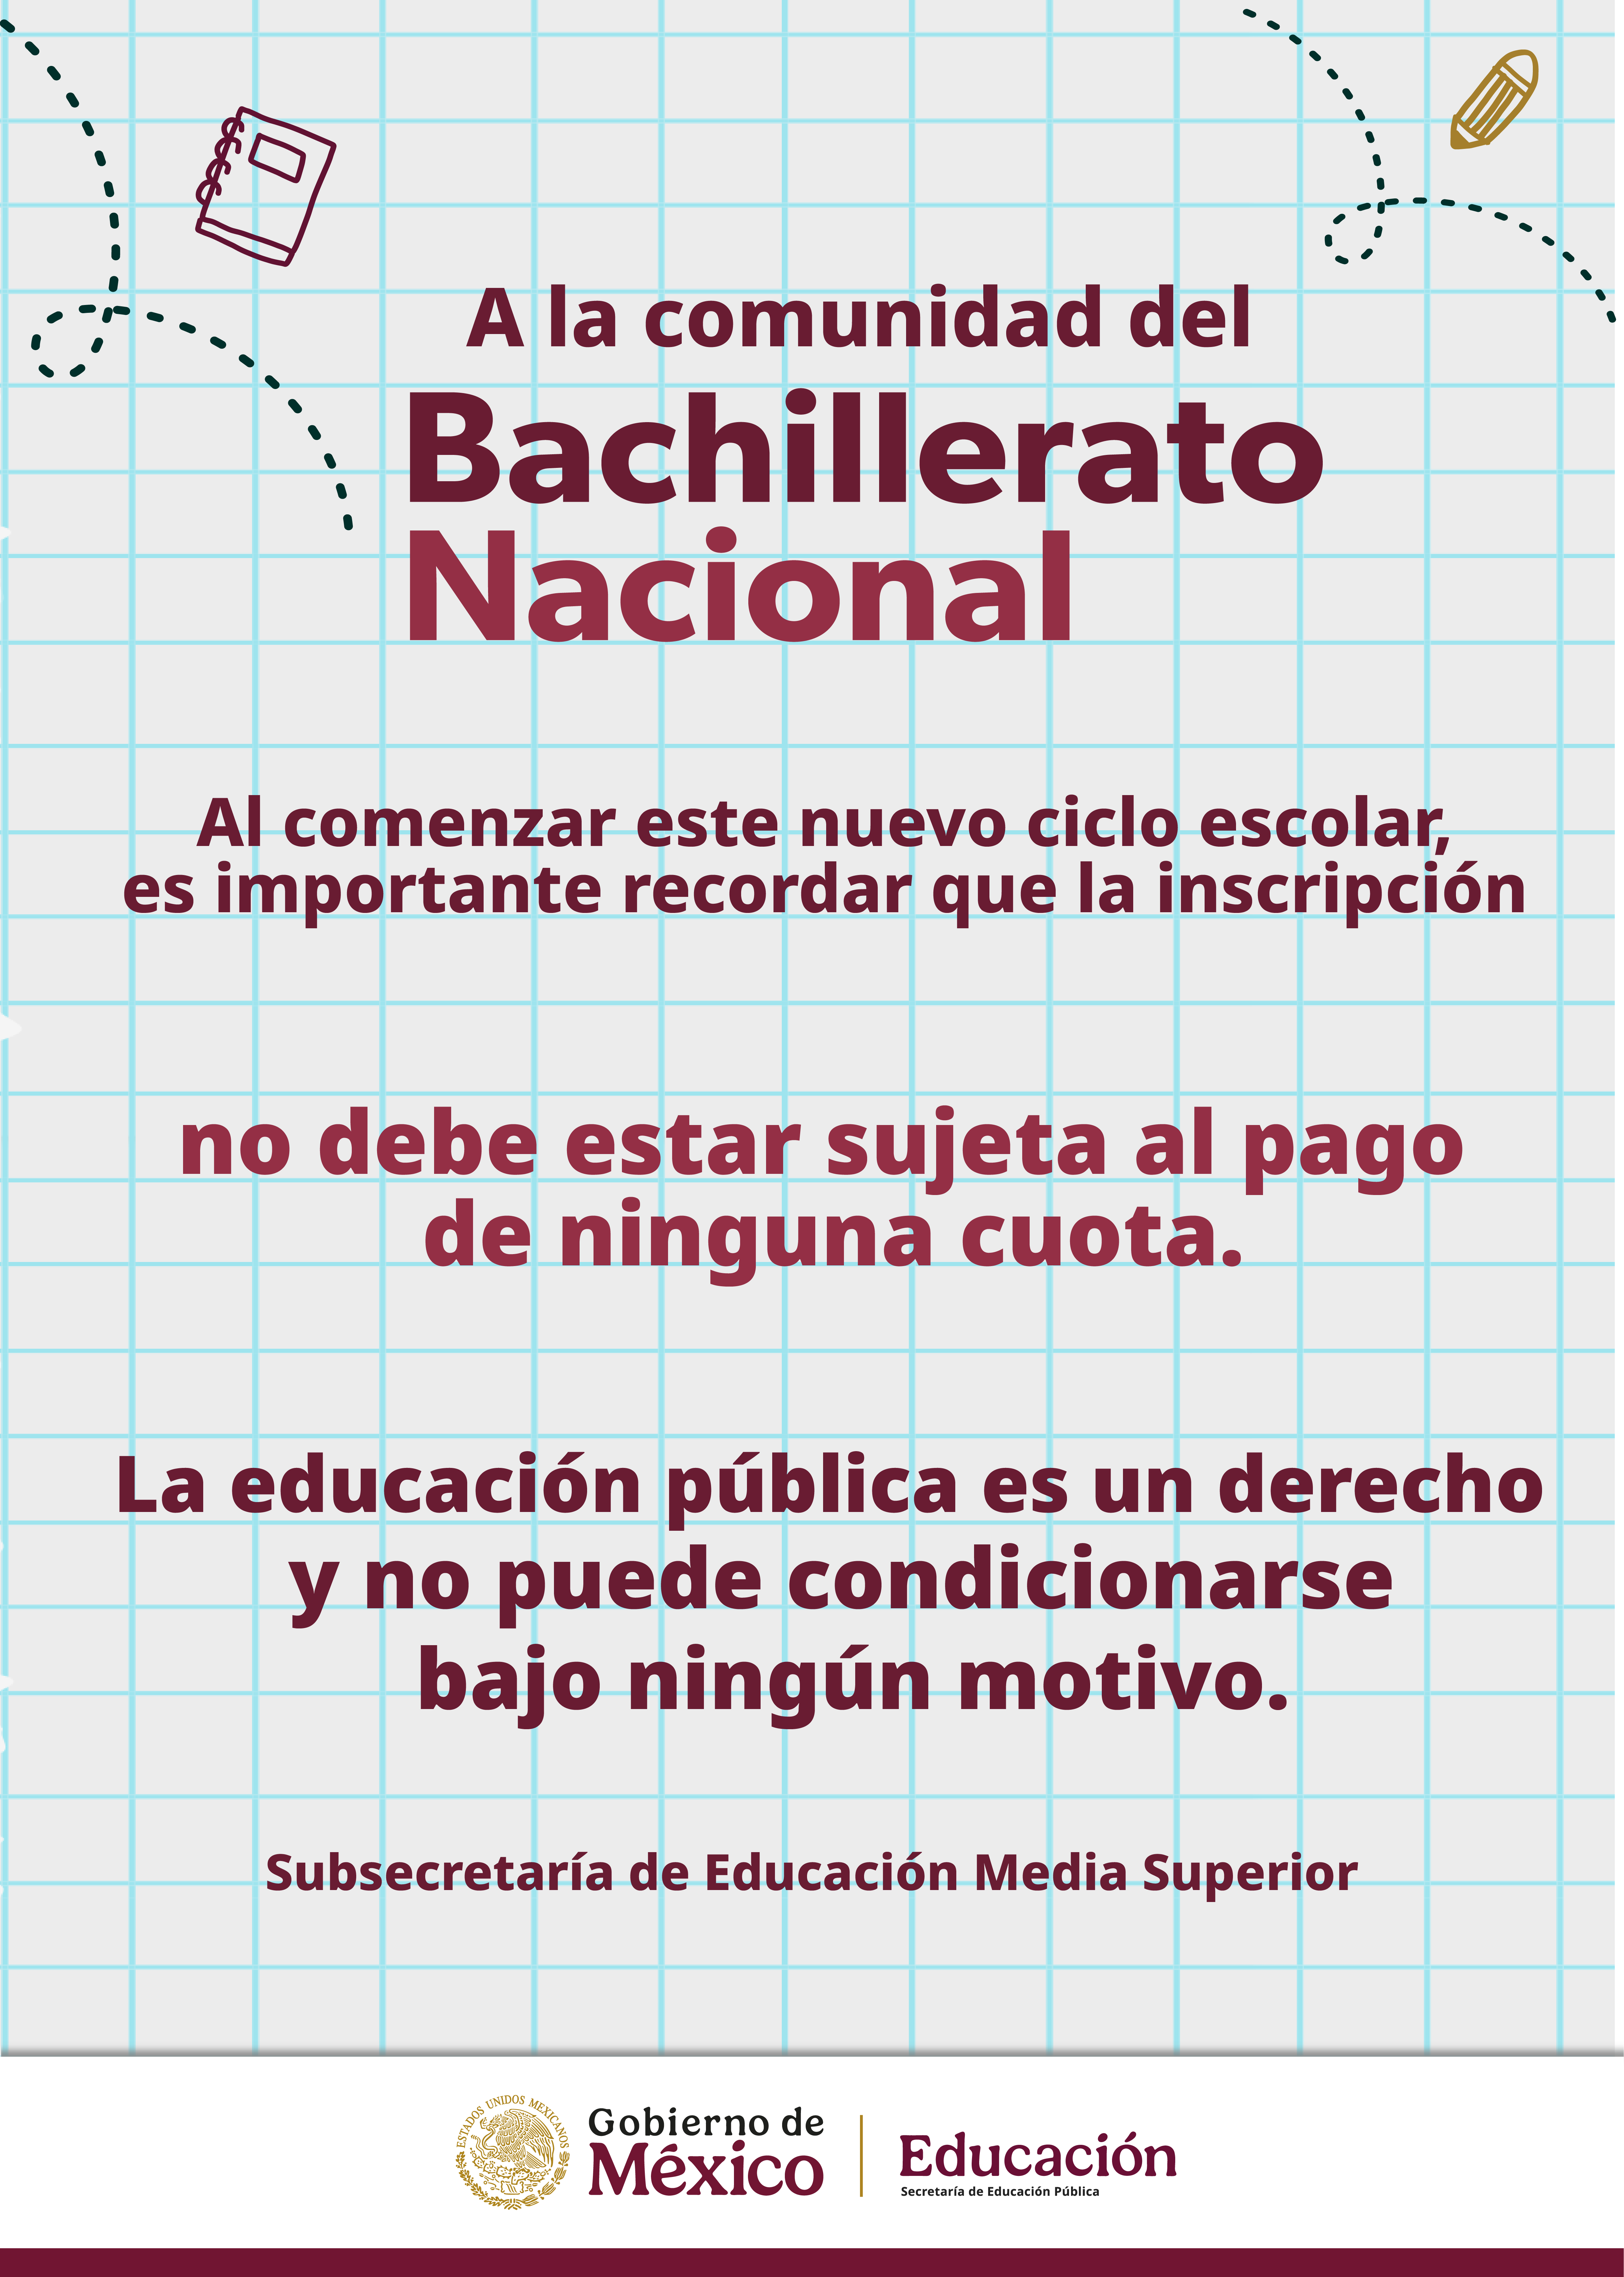 A la comunidad del
Bachillerato
Nacional
Al comenzar este nuevo ciclo escolar,
es importante recordar que la inscripción
no debe estar sujeta al pago
de ninguna cuota.
La educación pública es un derecho
y no puede condicionarse
bajo ningún motivo.
Subsecretaría de Educación Media Superior
ESTADOS UNIDOS MEXICANOS
Gobierno de
México
Educación
Secretaría de Educación Pública